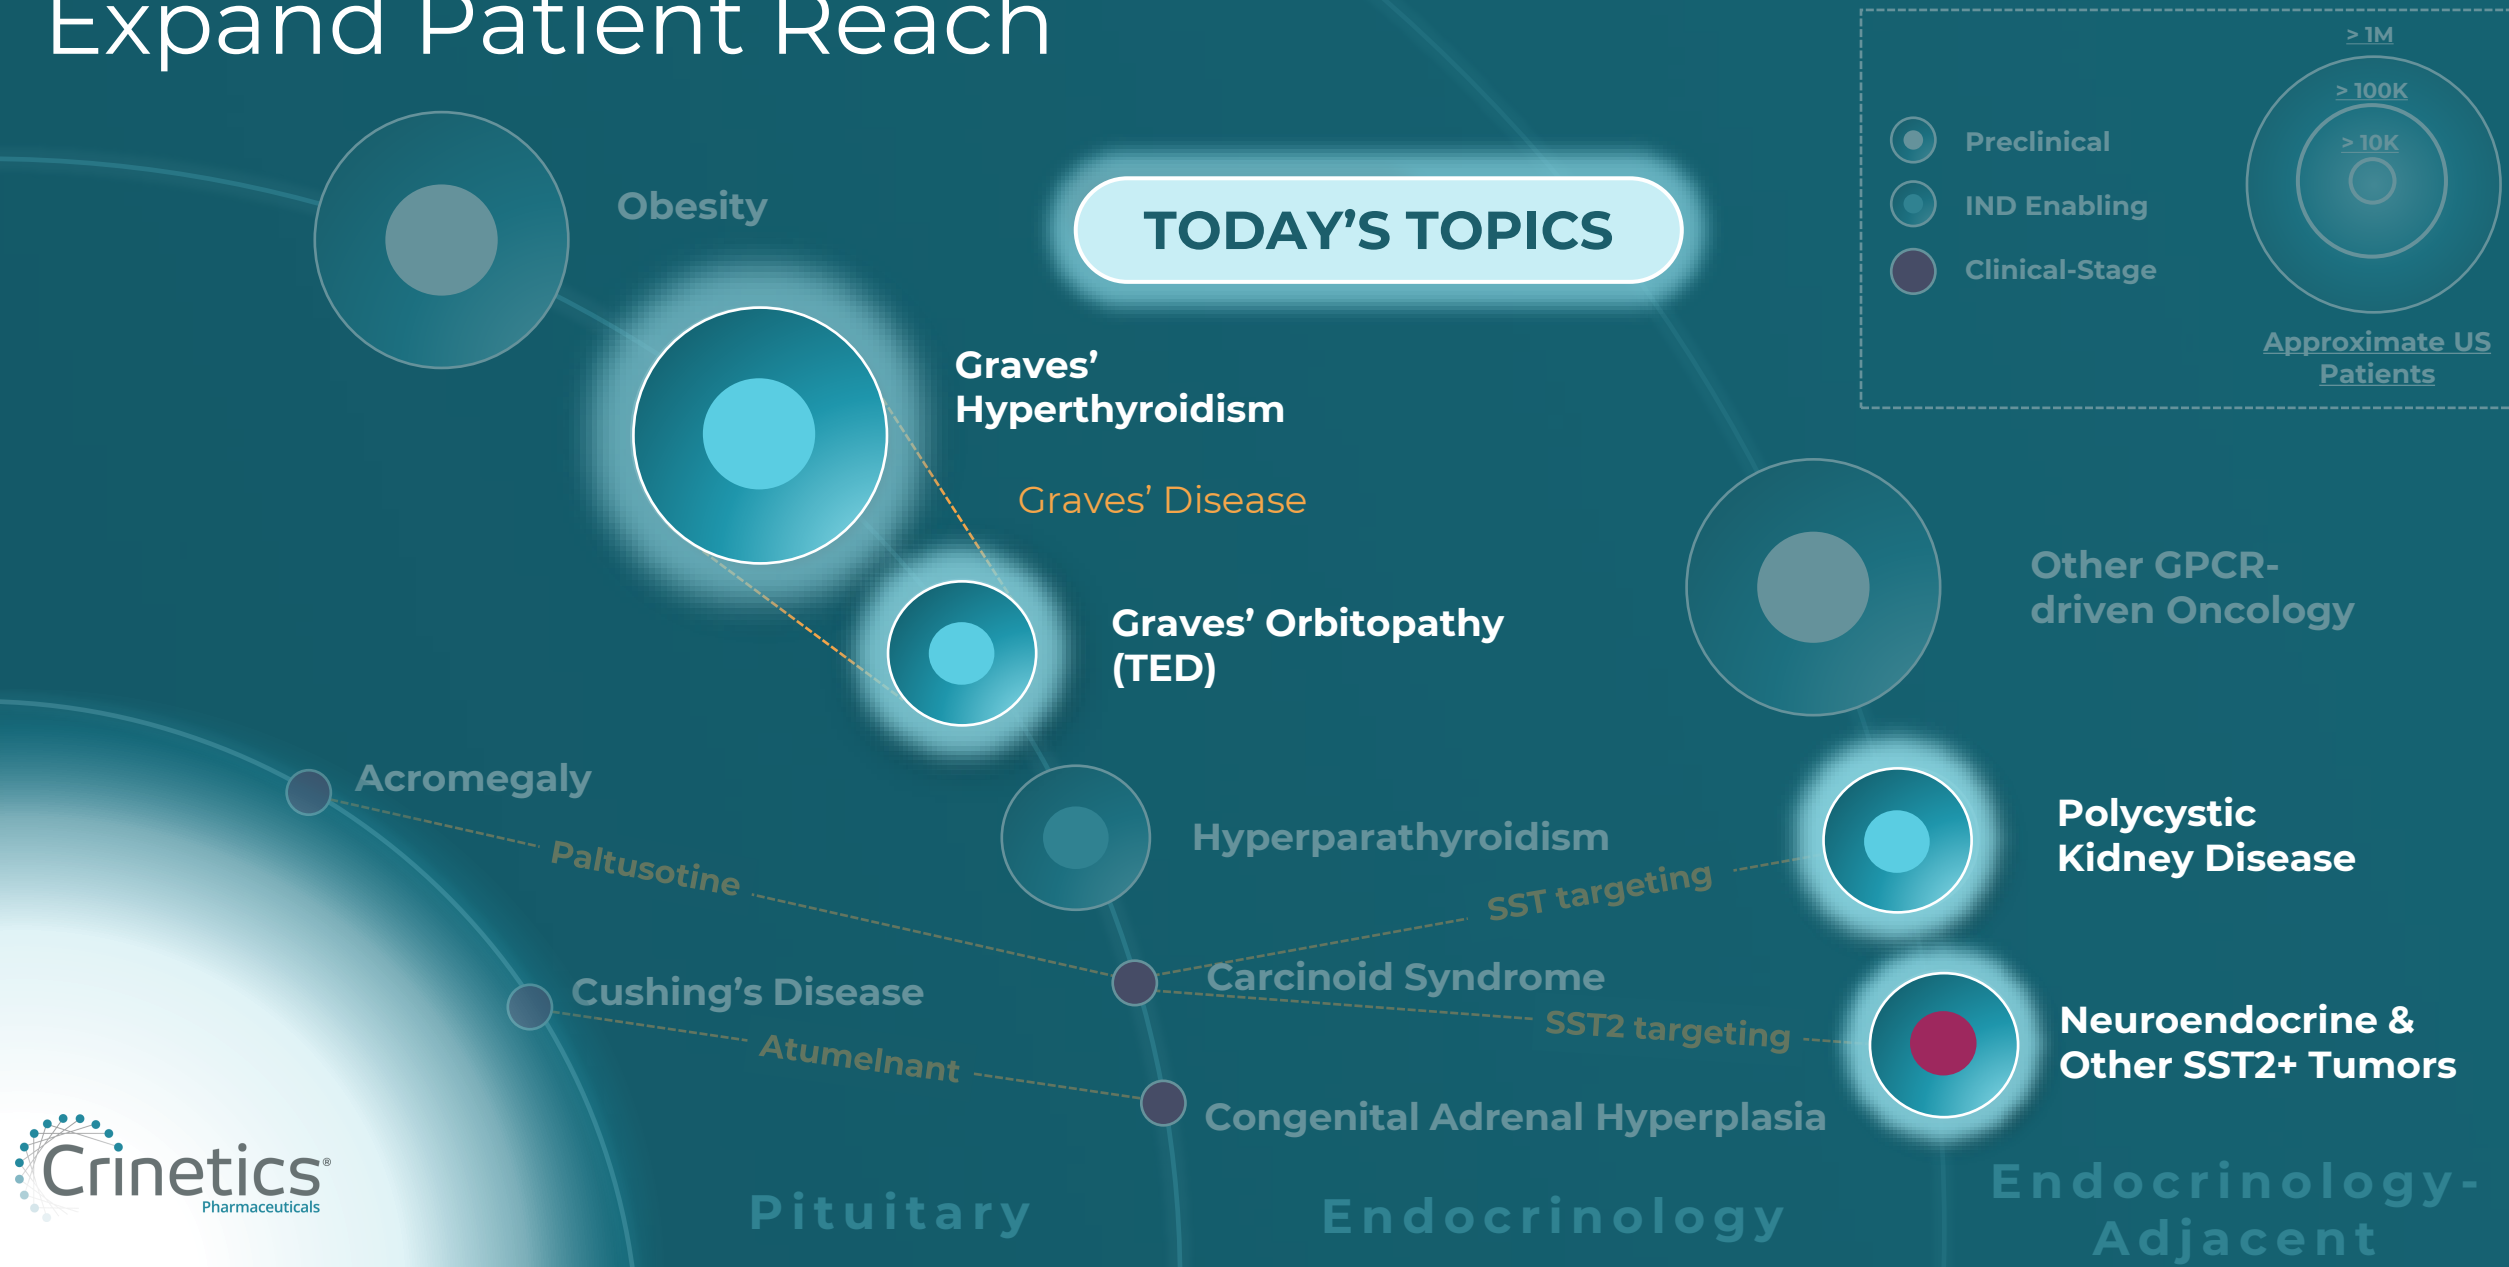 Expand Patient Reach
> 1M
> 100K
> 10K
Preclinical
IND Enabling
Clinical-Stage
Approximate US
Patients
Obesity
TODAY’S TOPICS
Graves’
Hyperthyroidism
Graves’ Disease
Graves’ Orbitopathy
(TED)
Other GPCR-
driven Oncology
Acromegaly
Paltusotine
Hyperparathyroidism
SST targeting
Polycystic
Kidney Disease
Cushing’s Disease
Atumelnant
Carcinoid Syndrome
SST2 targeting
Neuroendocrine &
Other SST2+ Tumors
Congenital Adrenal Hyperplasia
Crinetics®
Pharmaceuticals
Pituitary
Endocrinology
Endocrinology-
Adjacent